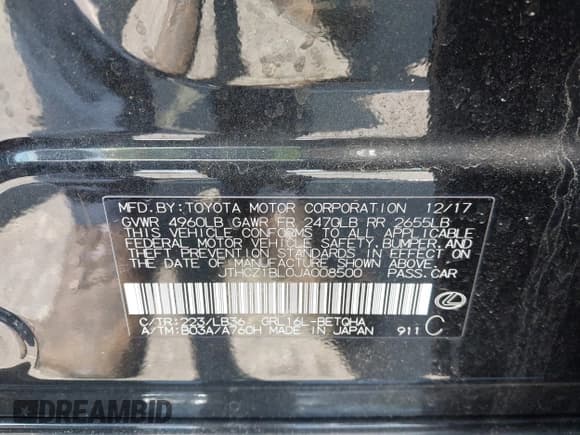 MFD.BY:TOYOTA MOTOR CORPORATION 12/17
GVWR 4960LB GAWR FR 2470LB RR 2655LB
THIS VEHICLE CONFORMS TO ALL APPLICABLE
FEDERAL MOTOR VEHICLE SAFETY,BUMPER,AND
THEFT PREVENTION STANDARDS IN EFFECT ON
THE DATE OF MANUFACTURE SHOWN ABOVE.
JTHCZ1BL0JA008500 PASS.CAR
C/TR:223/LB36 GRL16L-BETQHA
A/TM:B03A/A760H MADE IN JAPAN 911 C
DREAMBID